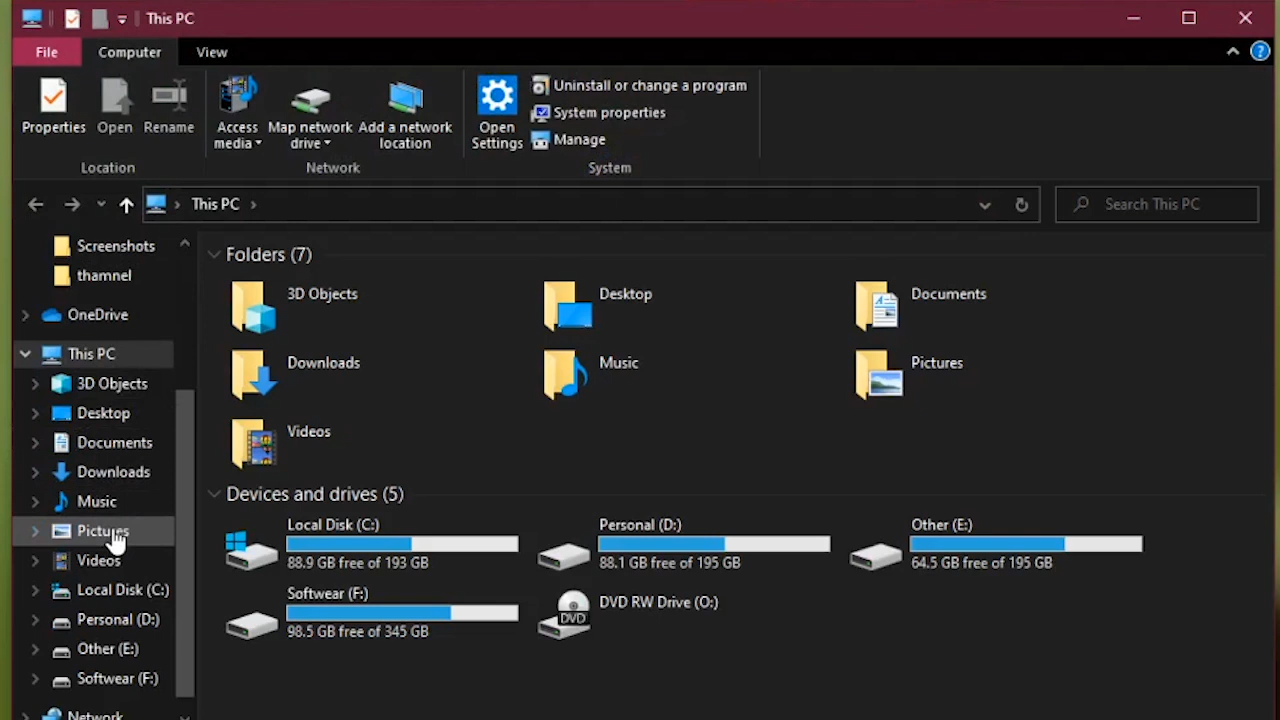 This PC
File
Computer
View
Properties
Open
Rename
Access media
Map network drive
Add a network location
Open Settings
Uninstall or change a program
System properties
Manage
Location
Network
System
This PC
Search This PC
Screenshots
thamnel
OneDrive
This PC
3D Objects
Desktop
Documents
Downloads
Music
Pictures
Videos
Local Disk (C:)
Personal (D:)
Other (E:)
Softwear (F:)
Network
Folders (7)
3D Objects
Desktop
Documents
Downloads
Music
Pictures
Videos
Devices and drives (5)
Local Disk (C:)
88.9 GB free of 193 GB
Personal (D:)
88.1 GB free of 195 GB
Other (E:)
64.5 GB free of 195 GB
Softwear (F:)
98.5 GB free of 345 GB
DVD
DVD RW Drive (O:)